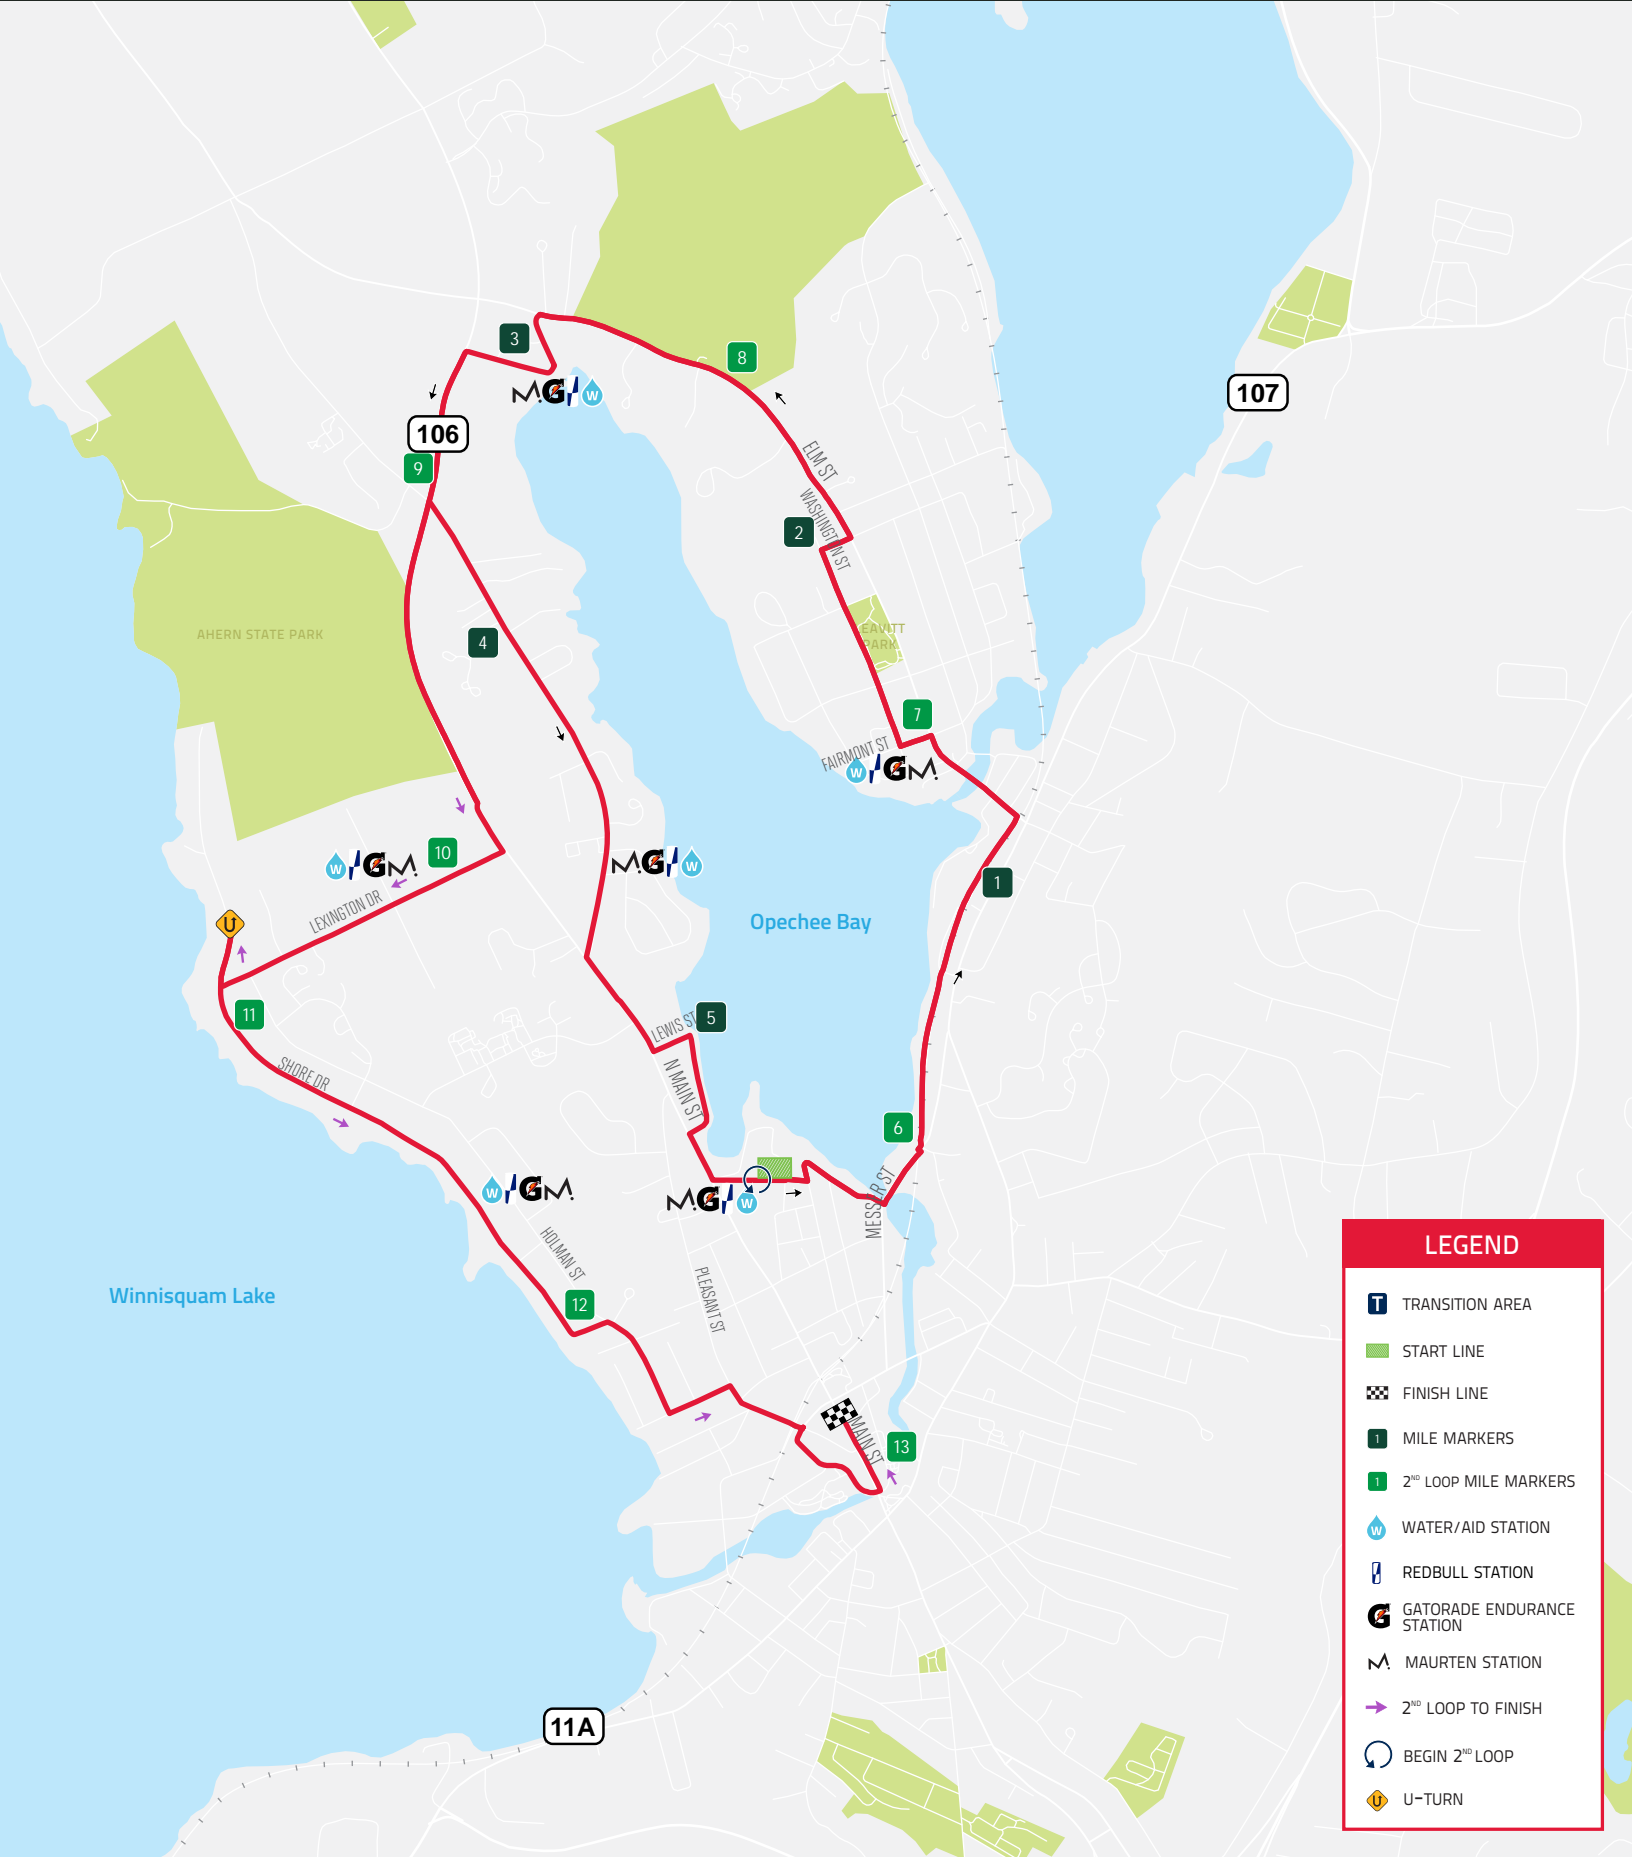 3
8
W
107
106
9
ELM ST
WASHINGTON ST
2
AHERN STATE PARK
4
EAVITT
PARK
7
FAIRMONT ST
W
G
M.
10
W
G
M.
M.
G
W
1
LEXINGTON DR
U
Opechee Bay
11
LEWIS ST
5
SHORE DR
N MAIN ST
6
W
G
M.
M.
G
W
MESSER ST
HOLMAN ST
PLEASANT ST
Winnisquam Lake
12
MAIN ST
13
11A
LEGEND
T TRANSITION AREA
START LINE
FINISH LINE
1 MILE MARKERS
1 2ND LOOP MILE MARKERS
W WATER/AID STATION
REDBULL STATION
G GATORADE ENDURANCE
STATION
M. MAURTEN STATION
2ND LOOP TO FINISH
BEGIN 2ND LOOP
U U-TURN